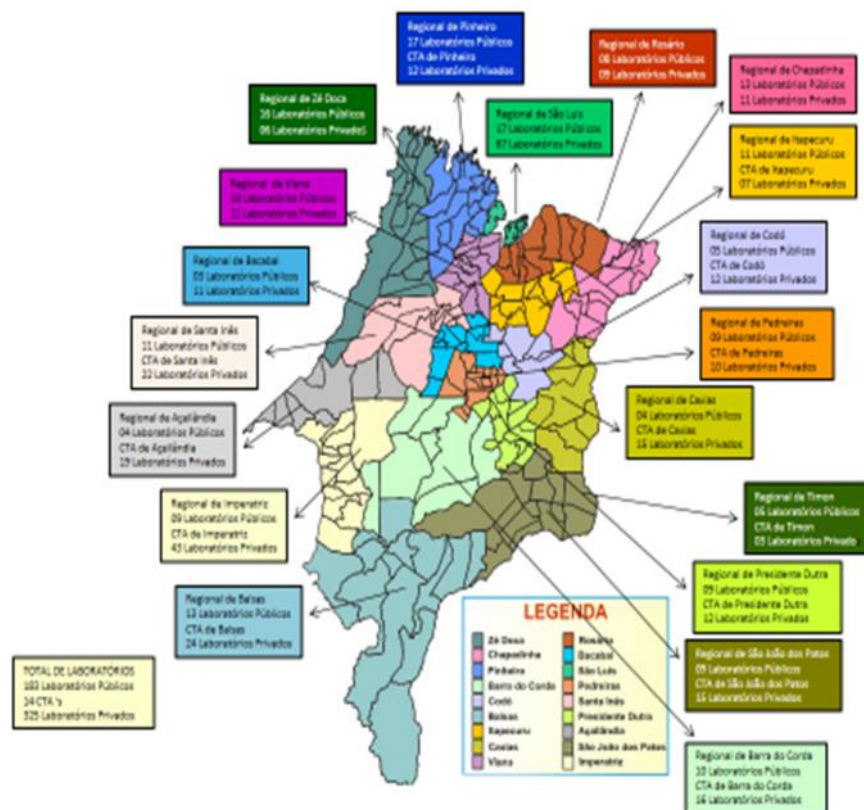 Regional de Pinheiro
17 Laboratórios Públicos
CTA de Pinheiro
12 Laboratórios Privados
Regional de Rosário
08 Laboratórios Públicos
09 Laboratórios Privados
Regional de Chapadinha
13 Laboratórios Públicos
11 Laboratórios Privados
Regional de Zé Doca
16 Laboratórios Públicos
06 Laboratórios Privados
Regional de São Luis
17 Laboratórios Públicos
67 Laboratórios Privados
Regional de Itapecuru
11 Laboratórios Públicos
CTA de Itapecuru
07 Laboratórios Privados
Regional de Viana
10 Laboratórios Públicos
11 Laboratórios Privados
Regional de Codó
05 Laboratórios Públicos
CTA de Codó
12 Laboratórios Privados
Regional de Bacabal
03 Laboratórios Públicos
11 Laboratórios Privados
Regional de Santa Inês
11 Laboratórios Públicos
CTA de Santa Inês
22 Laboratórios Privados
Regional de Pedreiras
09 Laboratórios Públicos
CTA de Pedreiras
10 Laboratórios Privados
Regional de Caxias
04 Laboratórios Públicos
CTA de Caxias
15 Laboratórios Privados
Regional de Açailândia
04 Laboratórios Públicos
CTA de Açailândia
19 Laboratórios Privados
Regional de Imperatriz
09 Laboratórios Públicos
CTA de Imperatriz
43 Laboratórios Privados
Regional de Timon
05 Laboratórios Públicos
CTA de Timon
03 Laboratórios Privado
Regional de Presidente Dutra
09 Laboratórios Públicos
CTA de Presidente Dutra
12 Laboratórios Privados
Regional de Balsas
13 Laboratórios Públicos
CTA de Balsas
24 Laboratórios Privados
Regional de São João dos Patos
09 Laboratórios Públicos
CTA de São João dos Patos
15 Laboratórios Privados
TOTAL DE LABORATÓRIOS
183 Laboratórios Públicos
14 CTA 's
325 Laboratórios Privados
Regional de Barra do Corda
10 Laboratórios Públicos
CTA de Barra do Corda
16 Laboratórios Privados
LEGENDA
Zé Doca
Rosário
Chapadinha
Bacabal
Pinheiro
São Luis
Barra do Corda
Pedreiras
Codó
Santa Inês
Balsas
Presidente Dutra
Itapecuru
Açailândia
Caxias
São João dos Patos
Viana
Imperatriz